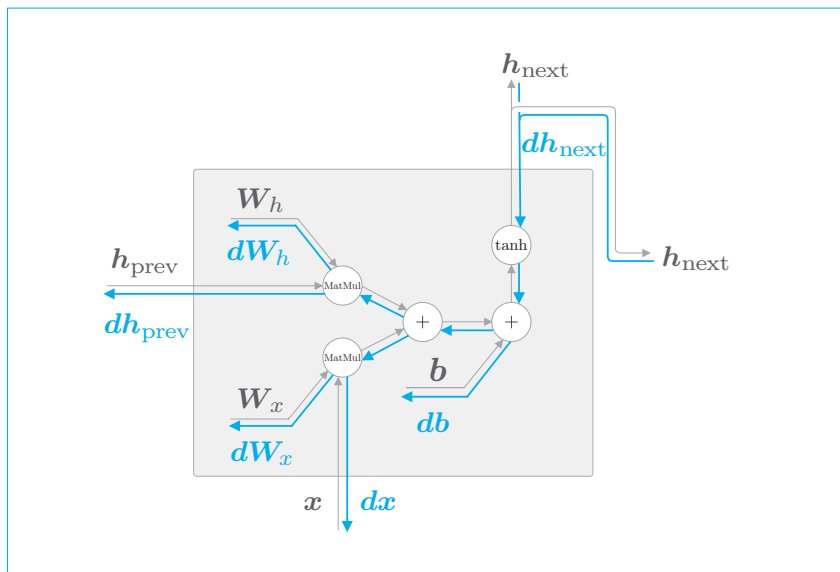 h_next
dh_next
W_h
tanh
dW_h
h_prev
h_next
MatMul
dh_prev
+
+
MatMul
b
W_x
db
dW_x
x
dx